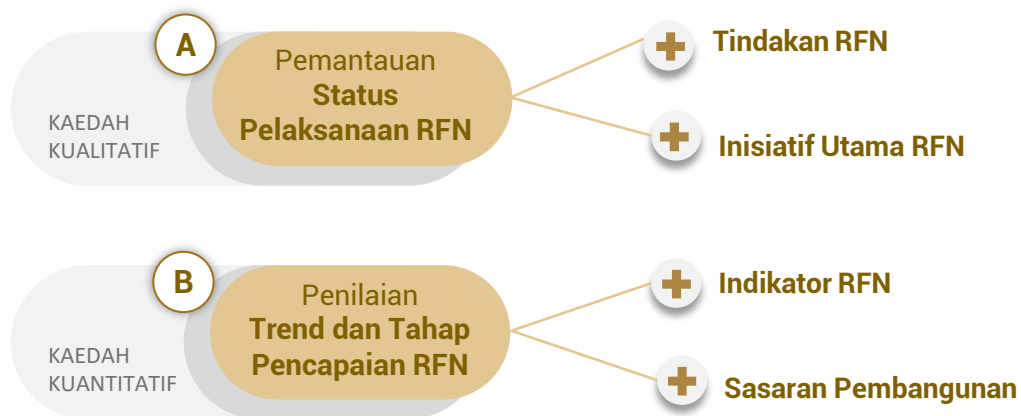 A
KAEDAH
KUALITATIF
Pemantauan
Status
Pelaksanaan RFN
Tindakan RFN
Inisiatif Utama RFN
B
KAEDAH
KUANTITATIF
Penilaian
Trend dan Tahap
Pencapaian RFN
Indikator RFN
Sasaran Pembangunan